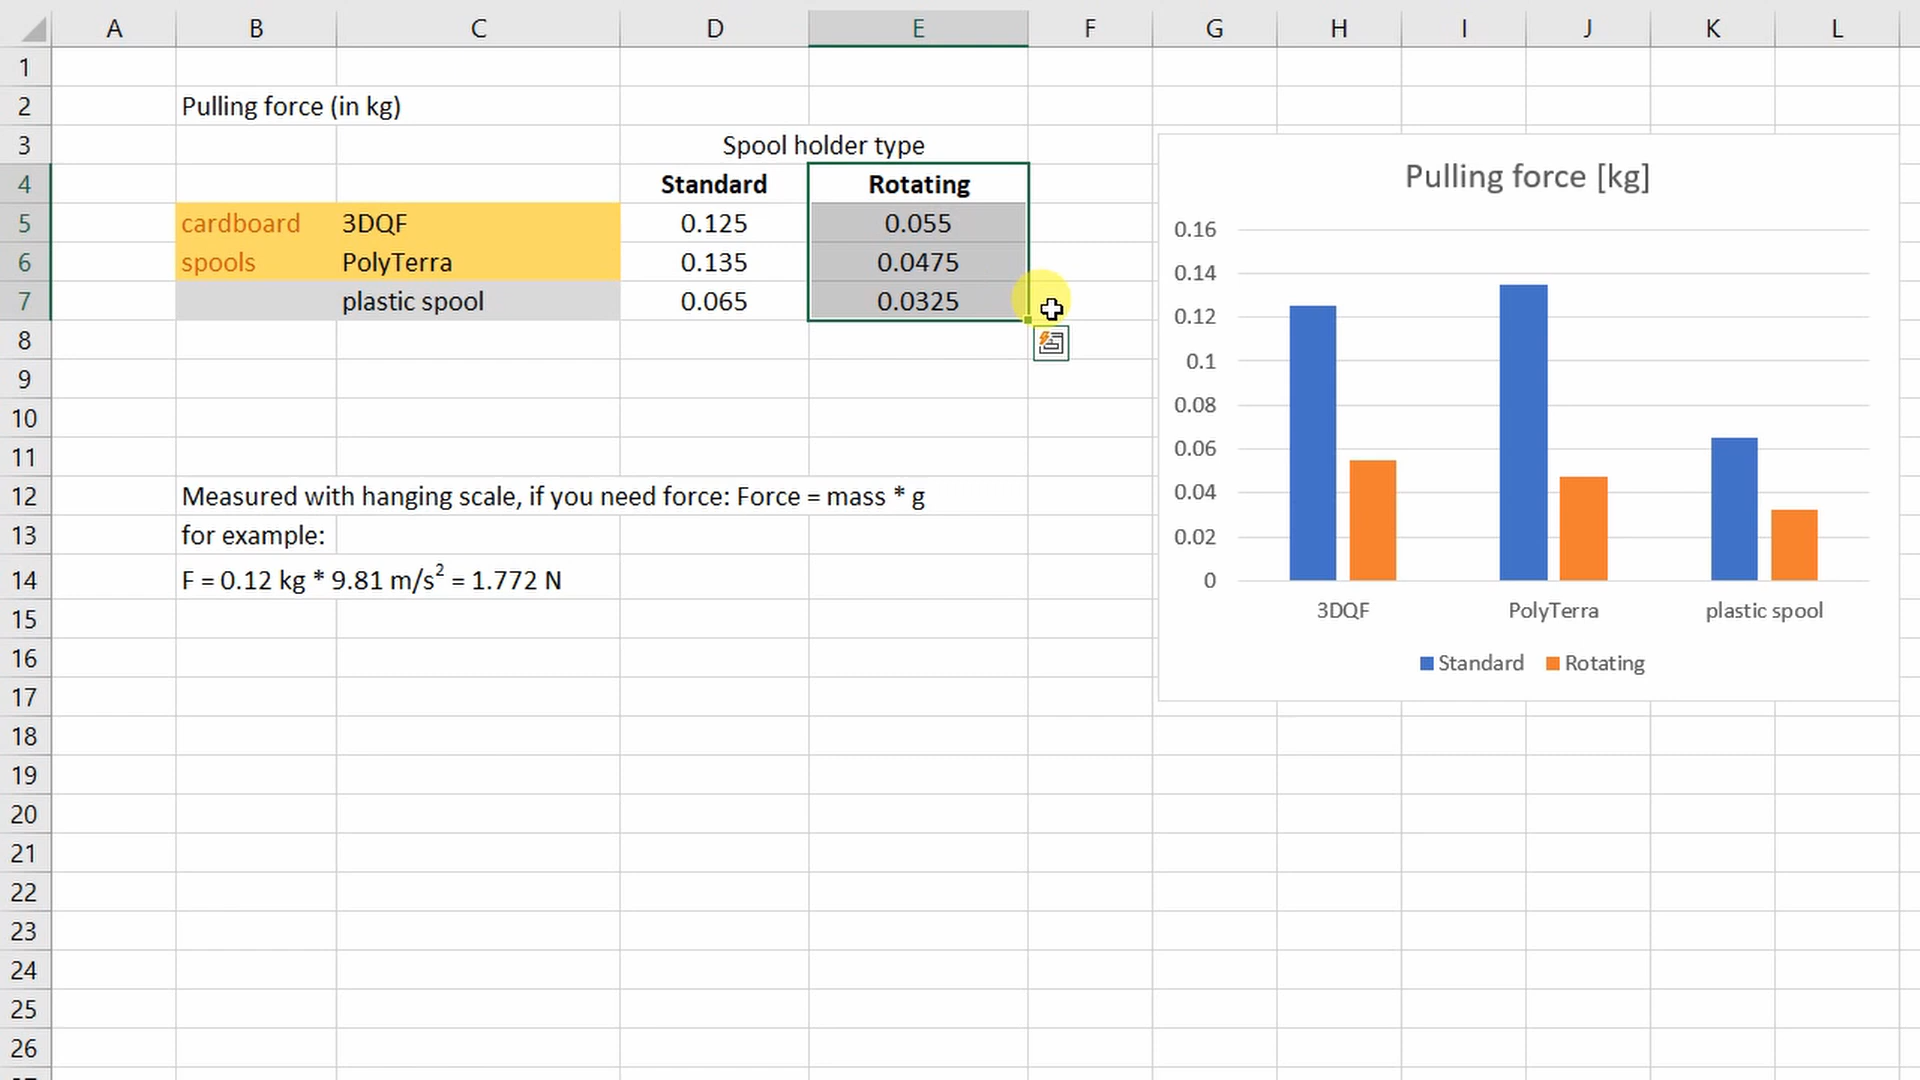 A B C D E F G H I J K L
1
2 Pulling force (in kg)
3 Spool holder type
4 Standard Rotating
5 cardboard 3DQF 0.125 0.055
6 spools PolyTerra 0.135 0.0475
7 plastic spool 0.065 0.0325
8
9
10
11
12 Measured with hanging scale, if you need force: Force = mass * g
13 for example:
14 F = 0.12 kg * 9.81 m/s² = 1.772 N
15
16
17
18
19
20
21
22
23
24
25
26
Pulling force [kg]
0.16
0.14
0.12
0.1
0.08
0.06
0.04
0.02
0
3DQF PolyTerra plastic spool
Standard Rotating